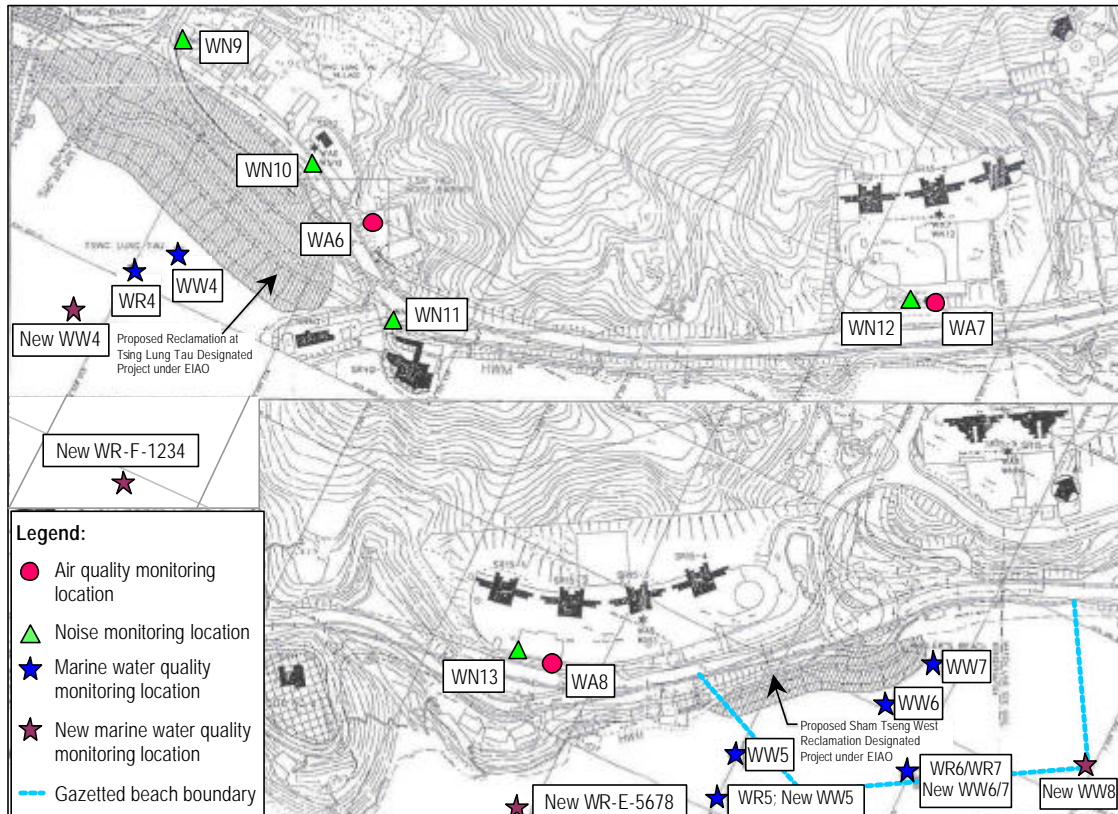 WN9
WN10
WA6
WW4
WR4
New WW4
Proposed Reclamation at
Tsing Lung Tau Designated
Project under EIAO
WN11
WN12
WA7
HWM
New WR-F-1234
Legend:
Air quality monitoring
location
Noise monitoring location
Marine water quality
monitoring location
New marine water quality
monitoring location
Gazetted beach boundary
WN13
WA8
WW7
WW6
Proposed Sham Tseng West
Reclamation Designated
Project under EIAO
WW5
WR6/WR7
New WW6/7
New WW8
WR5; New WW5
New WR-E-5678